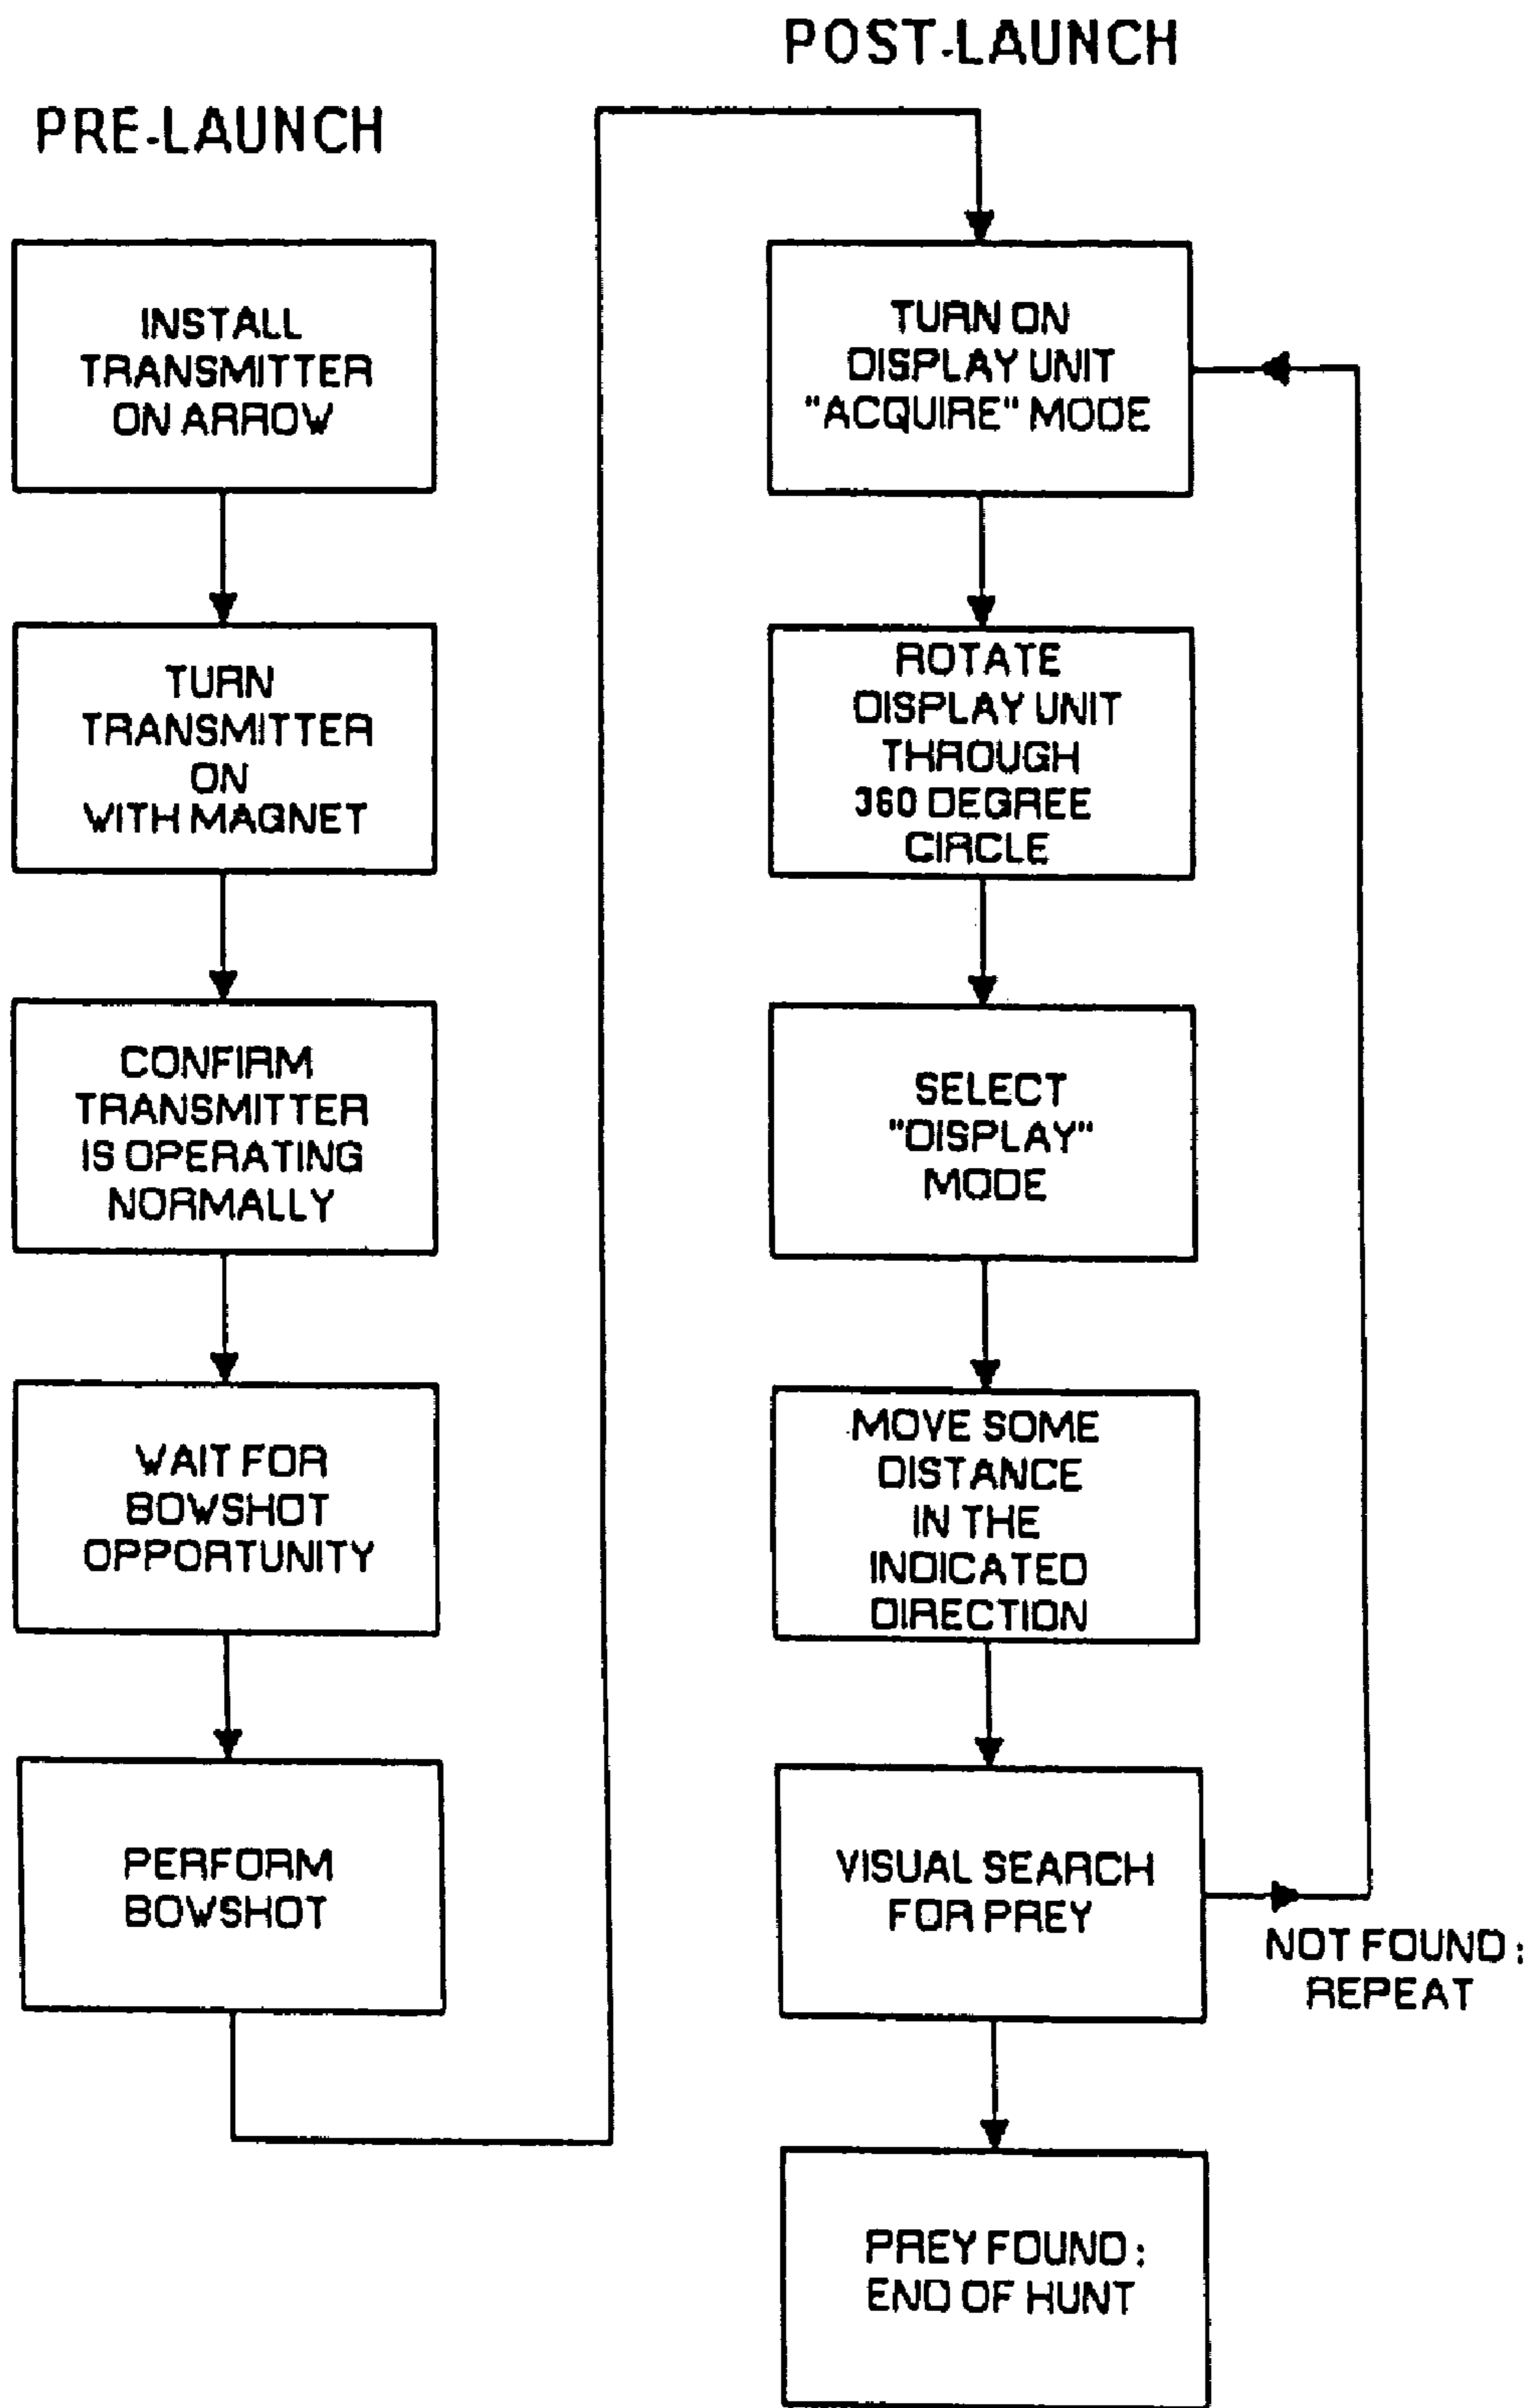 PRE-LAUNCH
INSTALL
TRANSMITTER
ON ARROW
TURN
TRANSMITTER
ON
WITH MAGNET
CONFIRM
TRANSMITTER
IS OPERATING
NORMALLY
WAIT FOR
BOWSHOT
OPPORTUNITY
PERFORM
BOWSHOT
POST-LAUNCH
TURN ON
DISPLAY UNIT
"ACQUIRE" MODE
ROTATE
DISPLAY UNIT
THROUGH
360 DEGREE
CIRCLE
SELECT
"DISPLAY"
MODE
MOVE SOME
DISTANCE
IN THE
INDICATED
DIRECTION
VISUAL SEARCH
FOR PREY
NOT FOUND:
REPEAT
PREY FOUND:
END OF HUNT